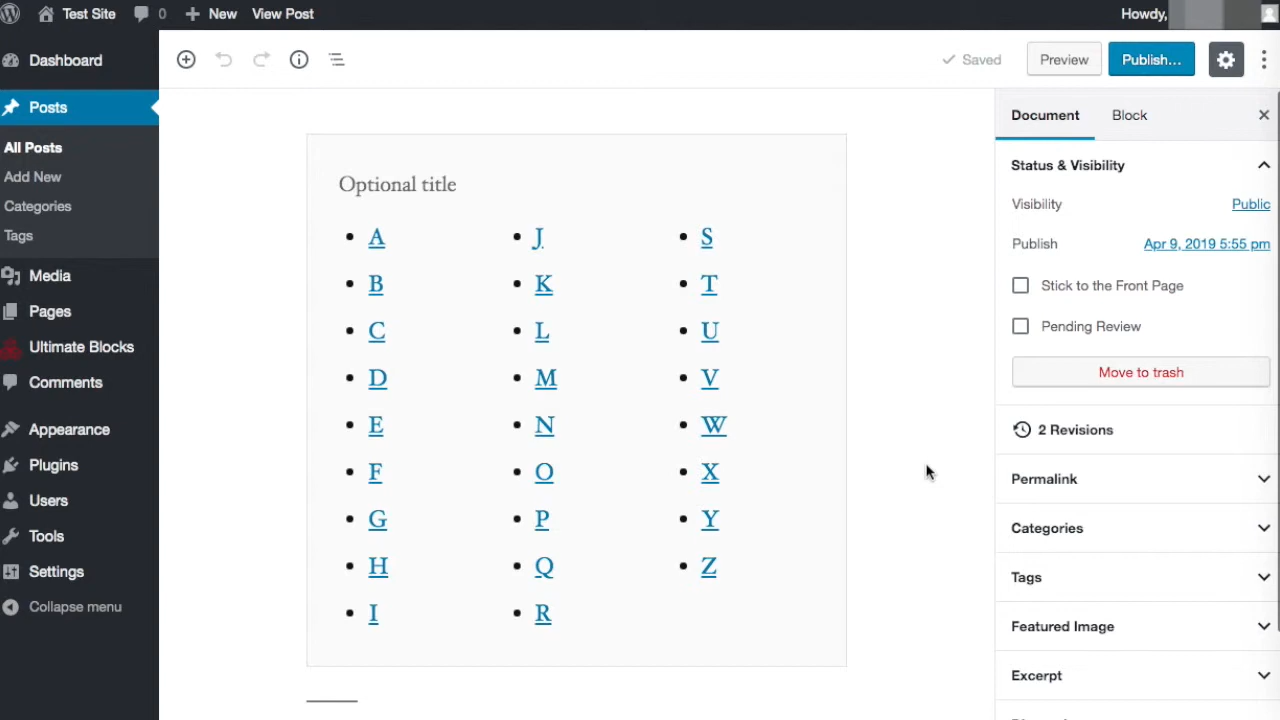 Test Site 0 New View Post Howdy,
Dashboard
Posts
All Posts
Add New
Categories
Tags
Media
Pages
Ultimate Blocks
Comments
Appearance
Plugins
Users
Tools
Settings
Collapse menu
Saved Preview Publish...
Optional title
A
B
C
D
E
F
G
H
I
J
K
L
M
N
O
P
Q
R
S
T
U
V
W
X
Y
Z
Document Block
Status & Visibility
Visibility Public
Publish Apr 9, 2019 5:55 pm
Stick to the Front Page
Pending Review
Move to trash
2 Revisions
Permalink
Categories
Tags
Featured Image
Excerpt